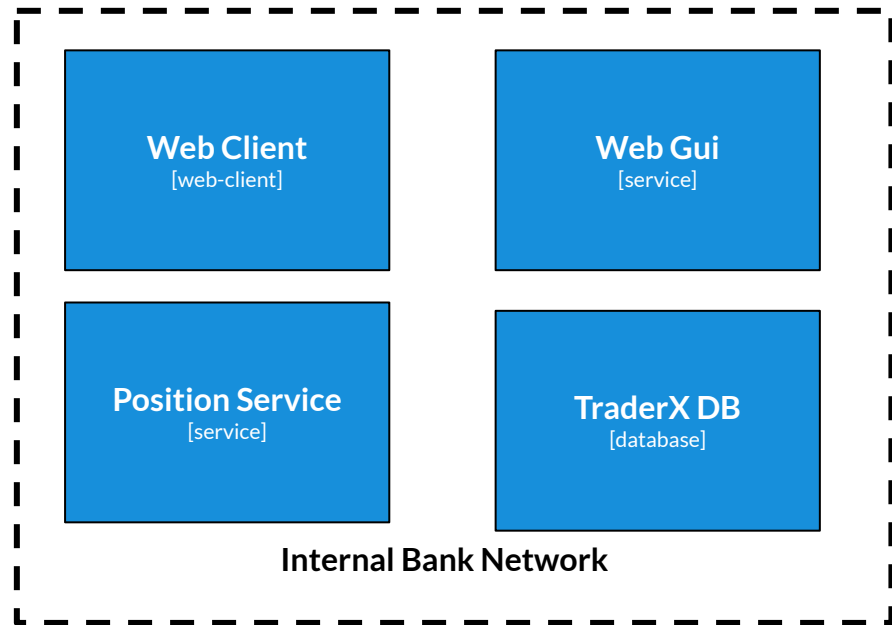 Web Client
[web-client]
Web Gui
[service]
Position Service
[service]
TraderX DB
[database]
Internal Bank Network